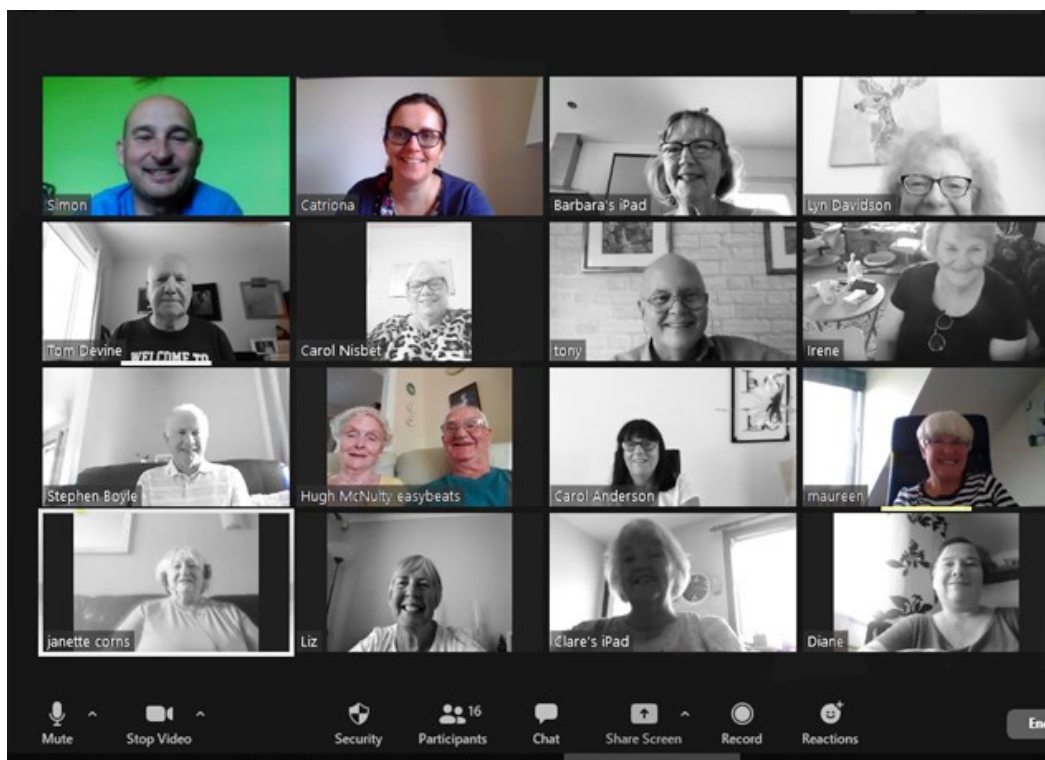 Simon
Catriona
Barbara's iPad
Lyn Davidson
Tom Devine
WELCOME TO
Carol Nisbet
tony
Irene
Stephen Boyle
Hugh McNulty easybeats
Carol Anderson
maureen
janette corns
Liz
Clare's iPad
Diane
16
Mute
Stop Video
Security
Participants
Chat
Share Screen
Record
Reactions